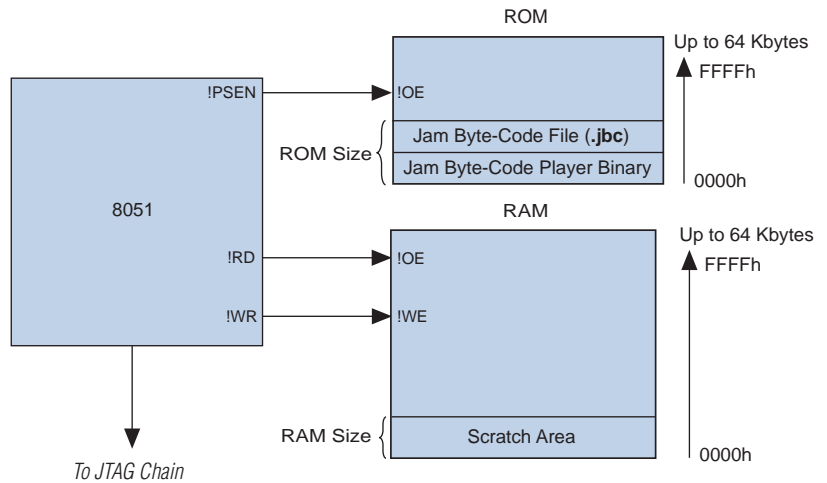 ROM
Up to 64 Kbytes
FFFFh
!PSEN
!OE
Jam Byte-Code File (.jbc)
ROM Size
Jam Byte-Code Player Binary
0000h
8051
RAM
Up to 64 Kbytes
FFFFh
!RD
!OE
!WR
!WE
RAM Size
Scratch Area
0000h
To JTAG Chain